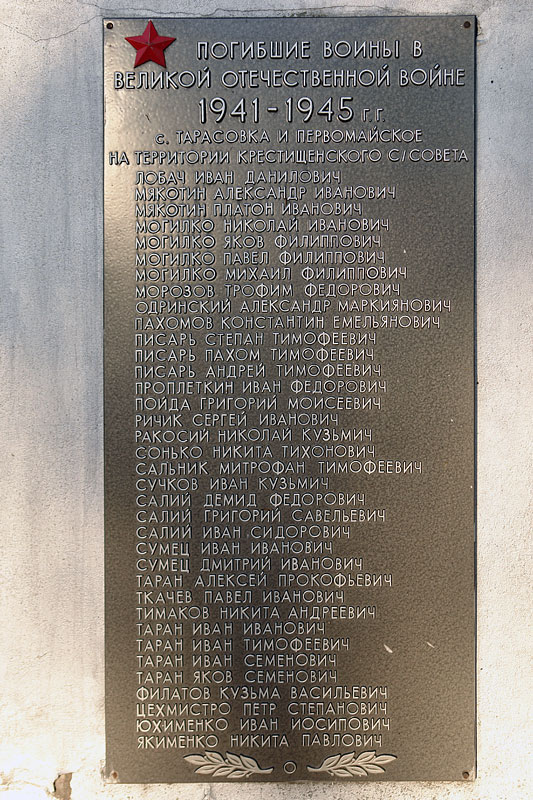 ПОГИБШИЕ ВОИНЫ В
ВЕЛИКОЙ ОТЕЧЕСТВЕННОЙ ВОЙНЕ
1941-1945 г.г.
с. ТАРАСОВКА И ПЕРВОМАЙСКОЕ
НА ТЕРРИТОРИИ КРЕСТИЩЕНСКОГО С/СОВЕТА
ЛОБАЧ ИВАН ДАНИЛОВИЧ
МЯКОТИН АЛЕКСАНДР ИВАНОВИЧ
МЯКОТИН ПЛАТОН ИВАНОВИЧ
МОГИЛКО НИКОЛАЙ ИВАНОВИЧ
МОГИЛКО ЯКОВ ФИЛИППОВИЧ
МОГИЛКО ПАВЕЛ ФИЛИППОВИЧ
МОГИЛКО МИХАИЛ ФИЛИППОВИЧ
МОРОЗОВ ТРОФИМ ФЕДОРОВИЧ
ОДРИНСКИЙ АЛЕКСАНДР МАРКИЯНОВИЧ
ПАХОМОВ КОНСТАНТИН ЕМЕЛЬЯНОВИЧ
ПИСАРЬ СТЕПАН ТИМОФЕЕВИЧ
ПИСАРЬ ПАХОМ ТИМОФЕЕВИЧ
ПИСАРЬ АНДРЕЙ ТИМОФЕЕВИЧ
ПРОПЛЕТКИН ИВАН ФЕДОРОВИЧ
ПОЙДА ГРИГОРИЙ МОИСЕЕВИЧ
РИЧИК СЕРГЕЙ ИВАНОВИЧ
РАКОСИЙ НИКОЛАЙ КУЗЬМИЧ
СОНЬКО НИКИТА ТИХОНОВИЧ
САЛЬНИК МИТРОФАН ТИМОФЕЕВИЧ
СУЧКОВ ИВАН КУЗЬМИЧ
САЛИЙ ДЕМИД ФЕДОРОВИЧ
САЛИЙ ГРИГОРИЙ САВЕЛЬЕВИЧ
САЛИЙ ИВАН СИДОРОВИЧ
СУМЕЦ ИВАН ИВАНОВИЧ
СУМЕЦ ДМИТРИЙ ИВАНОВИЧ
ТАРАН АЛЕКСЕЙ ПРОКОФЬЕВИЧ
ТКАЧЕВ ПАВЕЛ ИВАНОВИЧ
ТИМАКОВ НИКИТА АНДРЕЕВИЧ
ТАРАН ИВАН ИВАНОВИЧ
ТАРАН ИВАН ТИМОФЕЕВИЧ
ТАРАН ИВАН СЕМЕНОВИЧ
ТАРАН ЯКОВ СЕМЕНОВИЧ
ФИЛАТОВ КУЗЬМА ВАСИЛЬЕВИЧ
ЦЕХМИСТРО ПЕТР СТЕПАНОВИЧ
ЮХИМЕНКО ИВАН ИОСИПОВИЧ
ЯКИМЕНКО НИКИТА ПАВЛОВИЧ